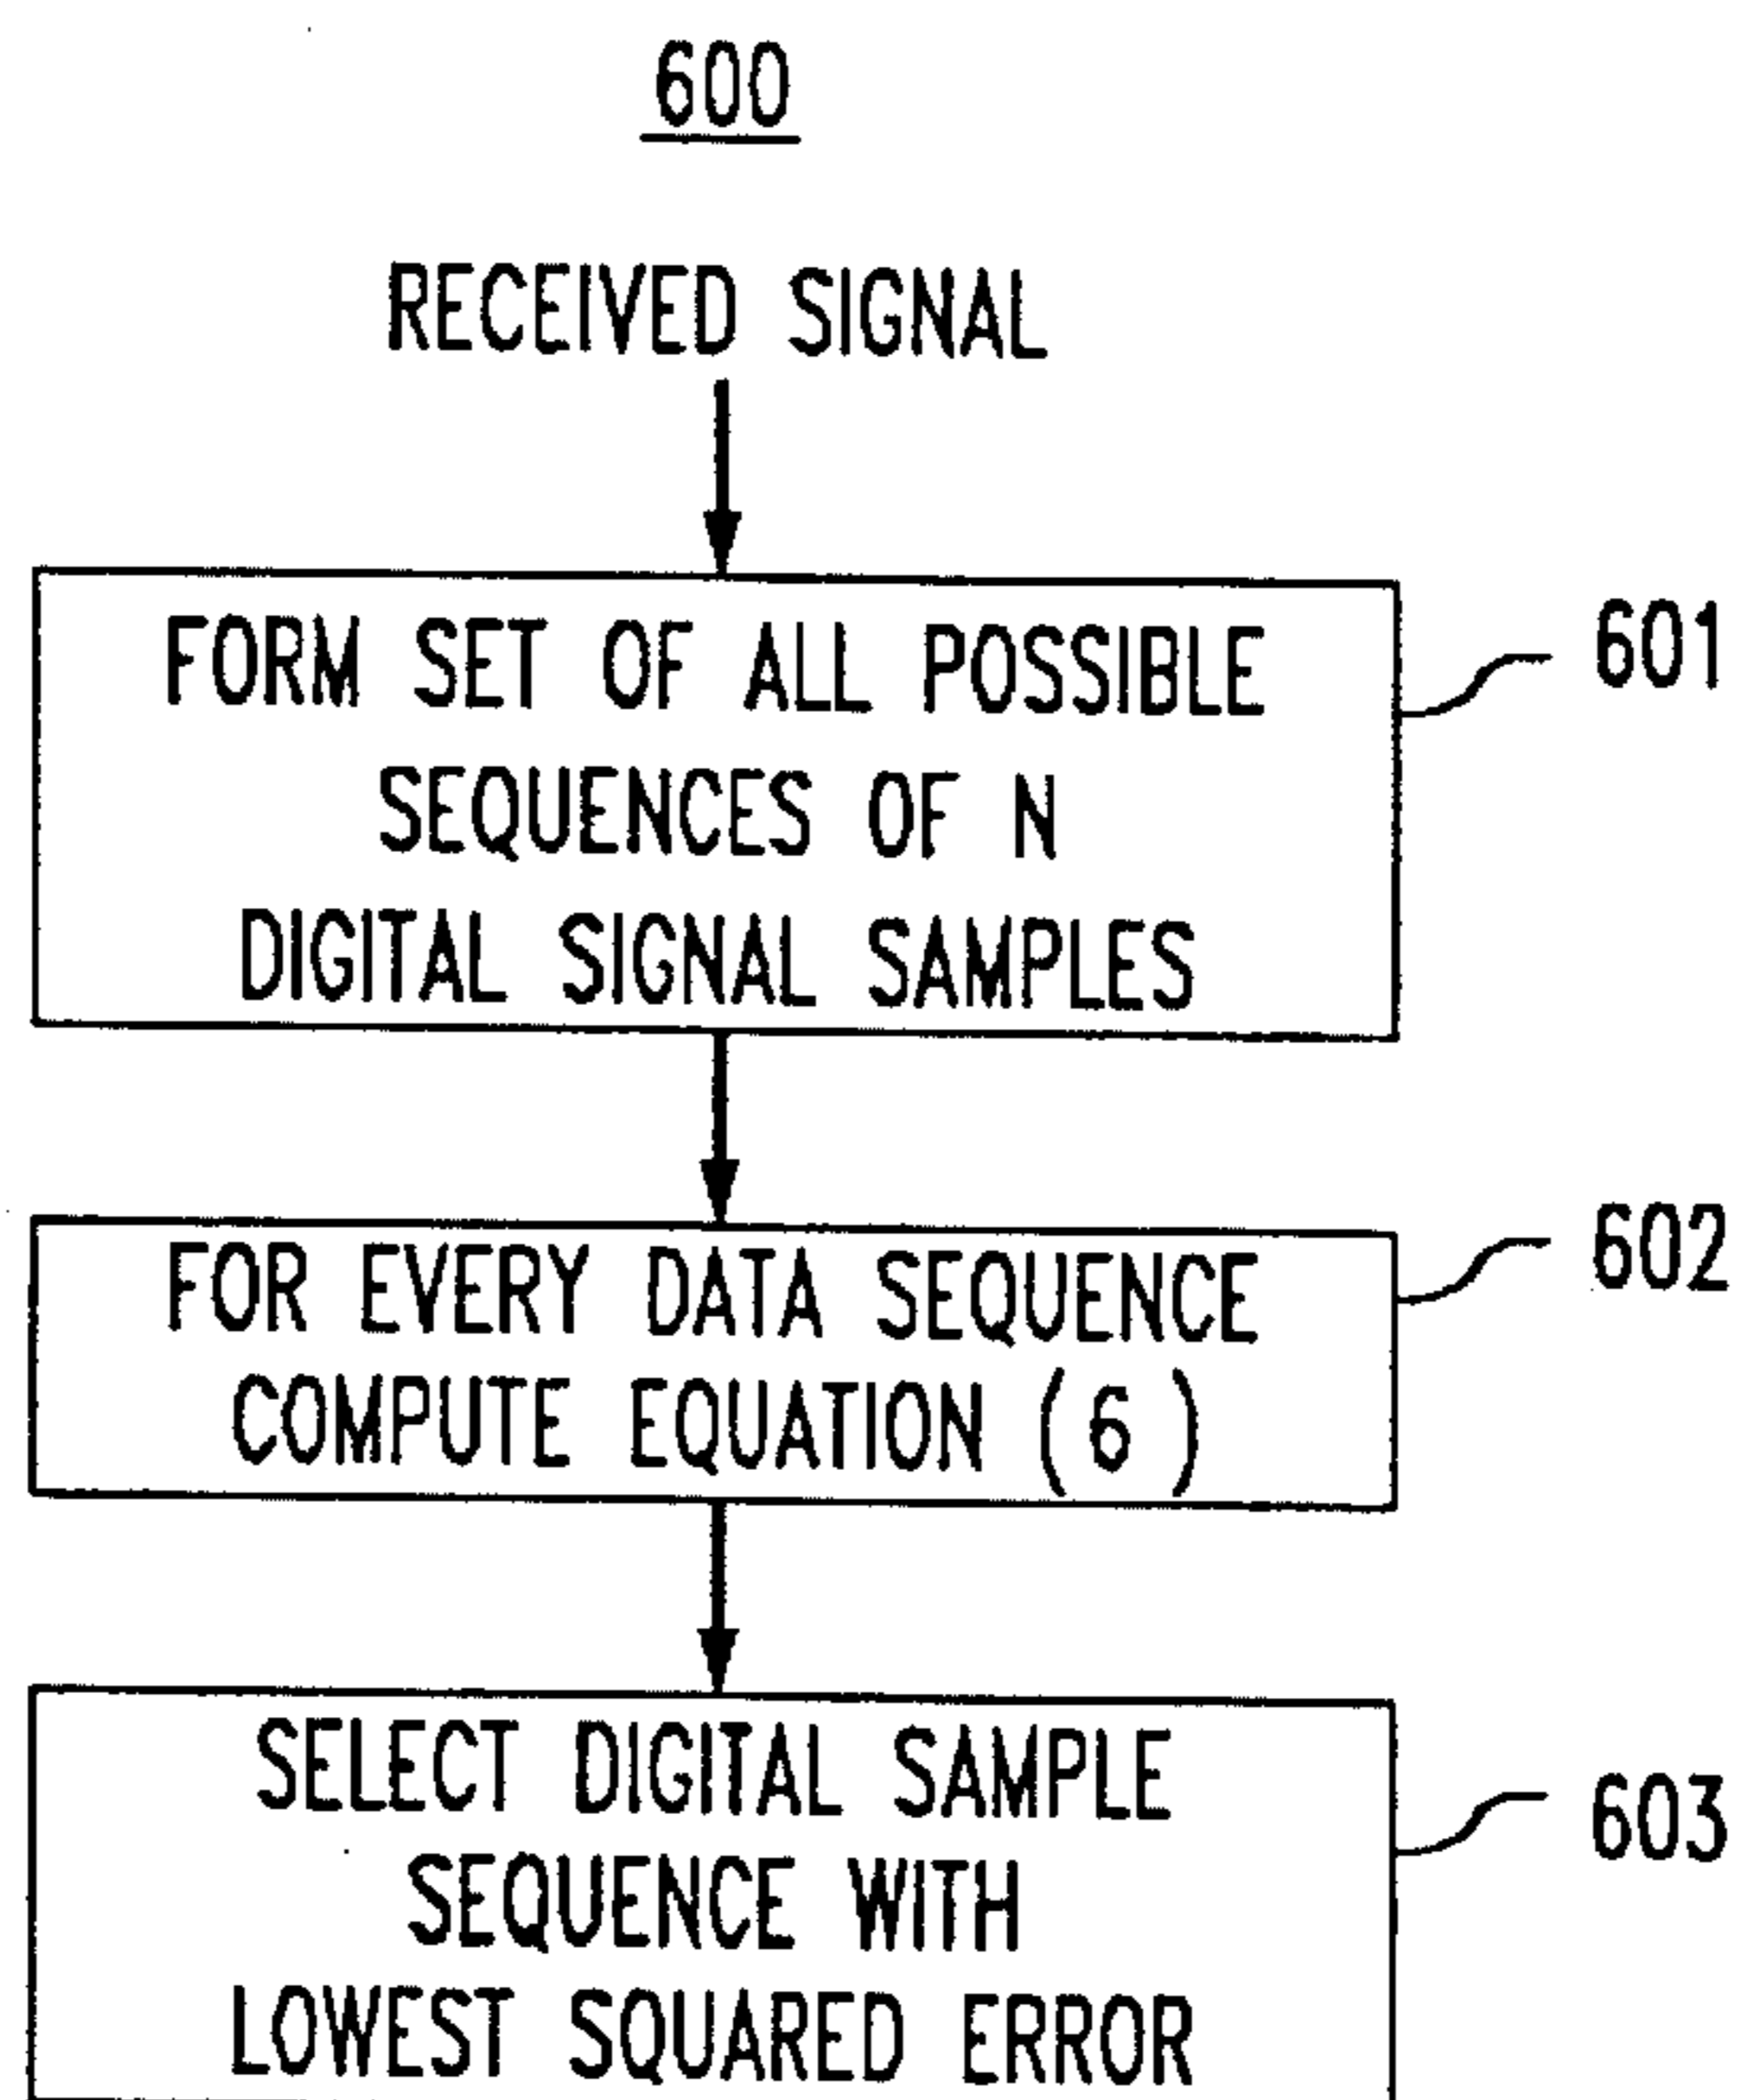 600
RECEIVED SIGNAL
FORM SET OF ALL POSSIBLE
SEQUENCES OF N
DIGITAL SIGNAL SAMPLES
601
FOR EVERY DATA SEQUENCE
COMPUTE EQUATION (6)
602
SELECT DIGITAL SAMPLE
SEQUENCE WITH
LOWEST SQUARED ERROR
603